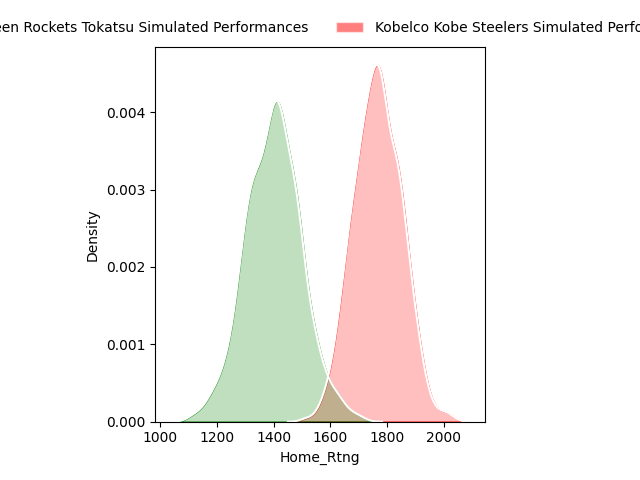 en Rockets Tokatsu Simulated Performances
Kobelco Kobe Steelers Simulated Perfo
0.004
0.003
0.002
0.001
0.000
Density
1000 1200 1400 1600 1800 2000
Home_Rtng